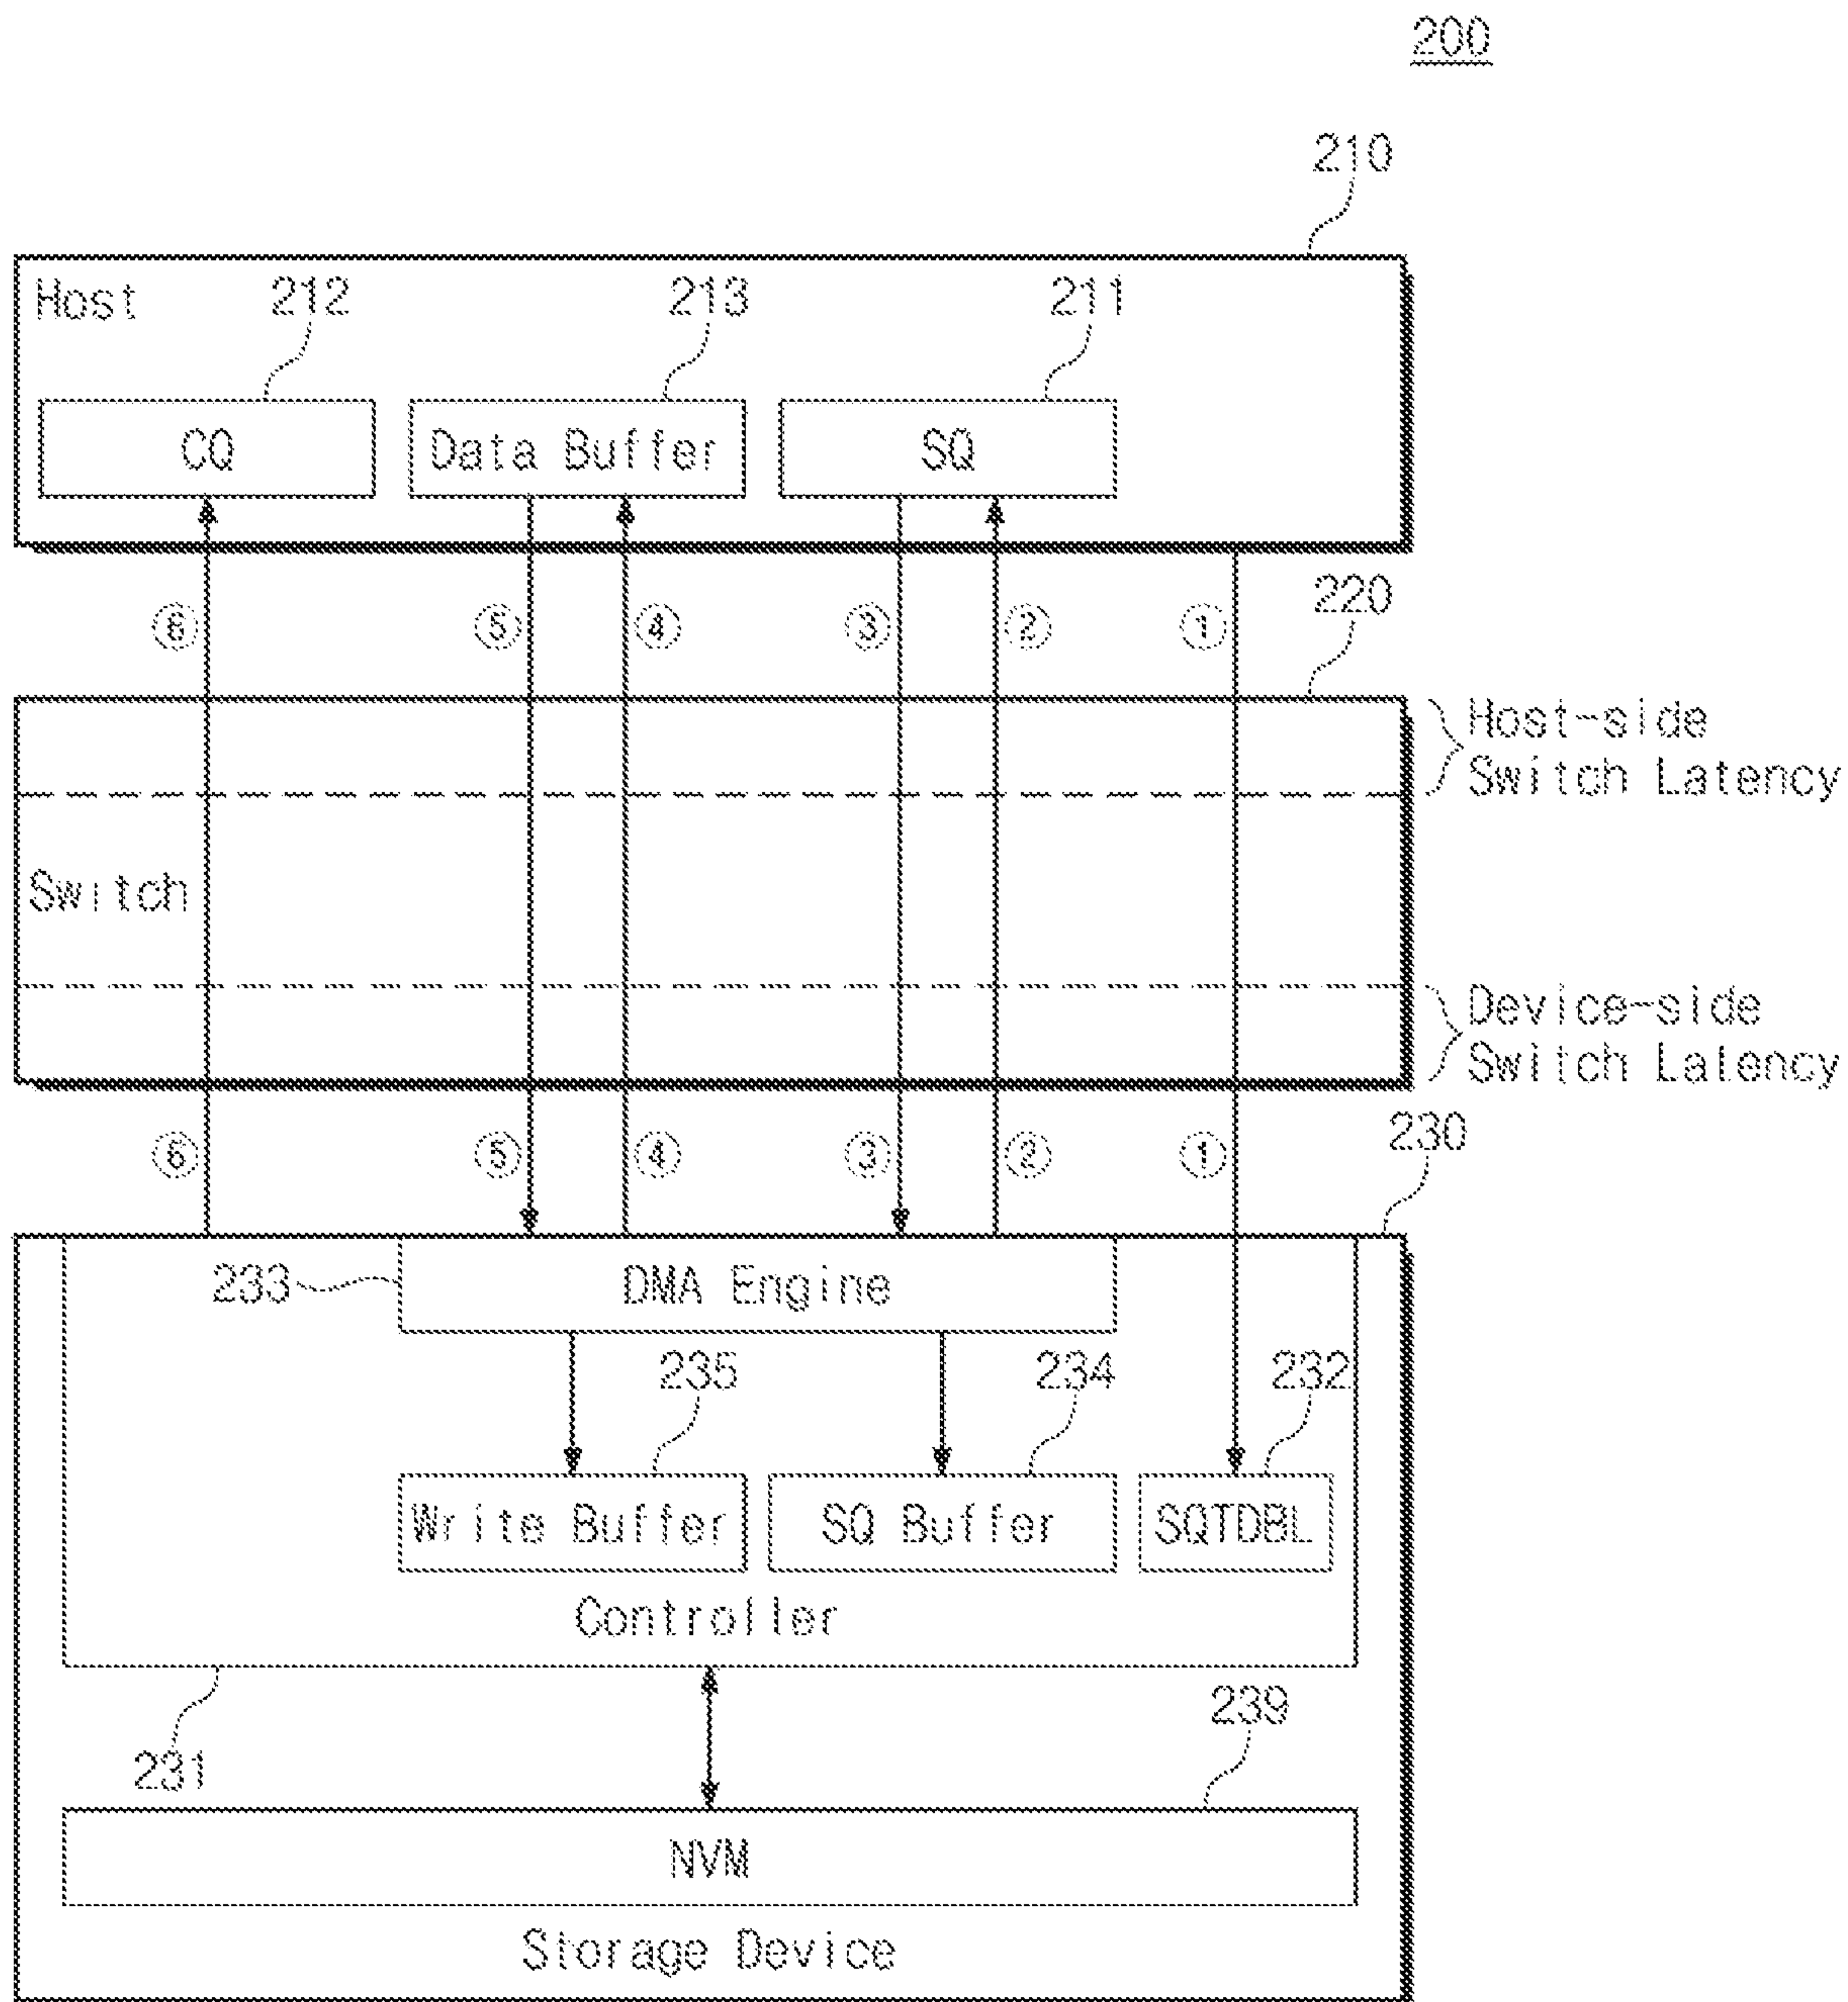 200
210
Host
212
213
211
CQ
Data Buffer
SQ
⑥
⑤
④
③
②
①
220
Host-side
Switch Latency
Switch
Device-side
Switch Latency
⑥
⑤
④
③
②
①
230
233
DMA Engine
235
234
232
Write Buffer
SQ Buffer
SQTDBL
Controller
231
239
NVM
Storage Device